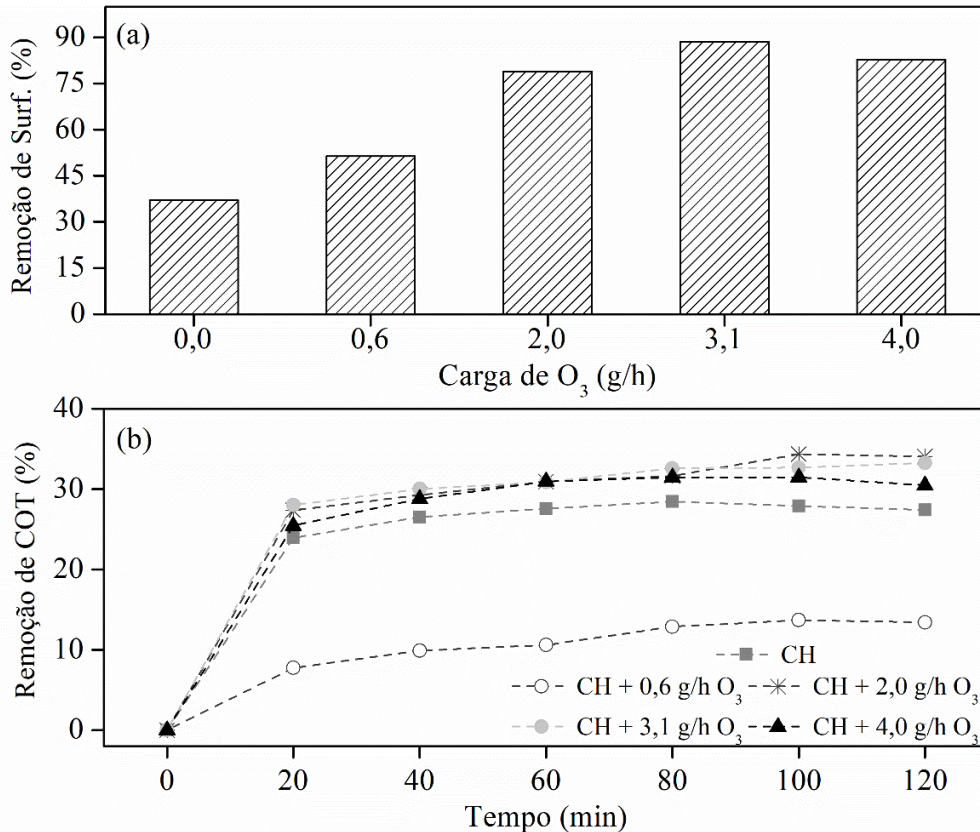 (a)
Remoção de Surf. (%)
90
75
60
45
30
15
0
0,0 0,6 2,0 3,1 4,0
Carga de O₃ (g/h)
(b)
Remoção de COT (%)
40
30
20
10
0
CH
CH + 0,6 g/h O₃ CH + 2,0 g/h O₃
CH + 3,1 g/h O₃ CH + 4,0 g/h O₃
0 20 40 60 80 100 120
Tempo (min)